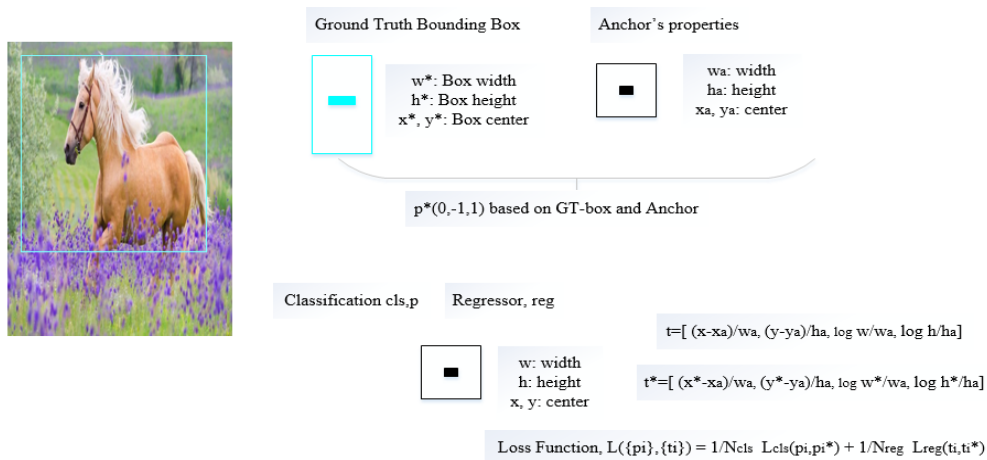 Ground Truth Bounding Box
Anchor's properties
w*: Box width
h*: Box height
x*, y*: Box center
wa: width
ha: height
xa, ya: center
p*(0,-1,1) based on GT-box and Anchor
Classification cls,p
Regressor, reg
w: width
h: height
x, y: center
t=[ (x-xa)/wa, (y-ya)/ha, log w/wa, log h/ha]
t*=[ (x*-xa)/wa, (y*-ya)/ha, log w*/wa, log h*/ha]
Loss Function, L({pi},{ti}) = 1/Ncls Lcls(pi,pi*) + 1/Nreg Lreg(ti,ti*)